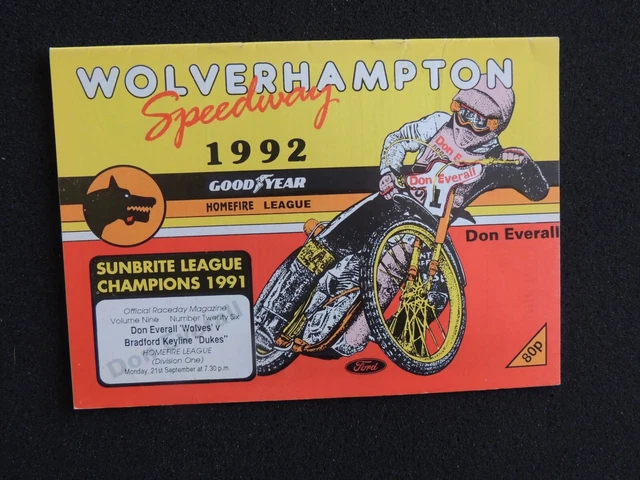 WOLVERHAMPTON
Speedway
1992
GOODYEAR
HOMEFIRE LEAGUE
Don Everall
1
Don Everall
SUNBRITE LEAGUE
CHAMPIONS 1991
Official Raceday Magazine
Volume Nine Number Twenty Six
Don Everall 'Wolves' v
Bradford Keyline "Dukes"
HOMEFIRE LEAGUE
(Division One)
Monday, 21st September at 7.30 p.m.
Ford
80p